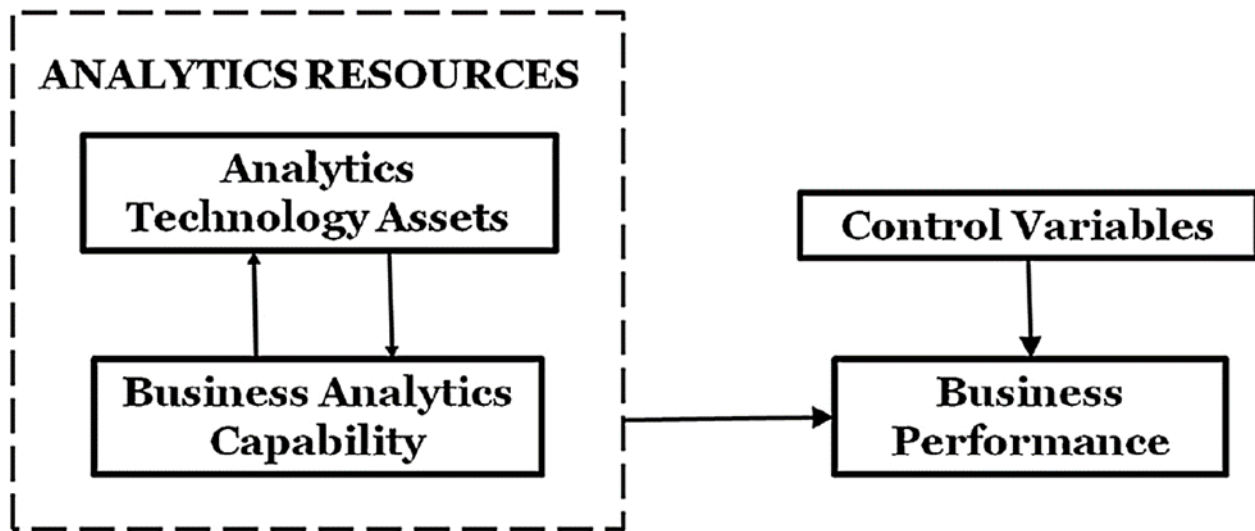 ANALYTICS RESOURCES
Analytics
Technology Assets
Business Analytics
Capability
Control Variables
Business
Performance